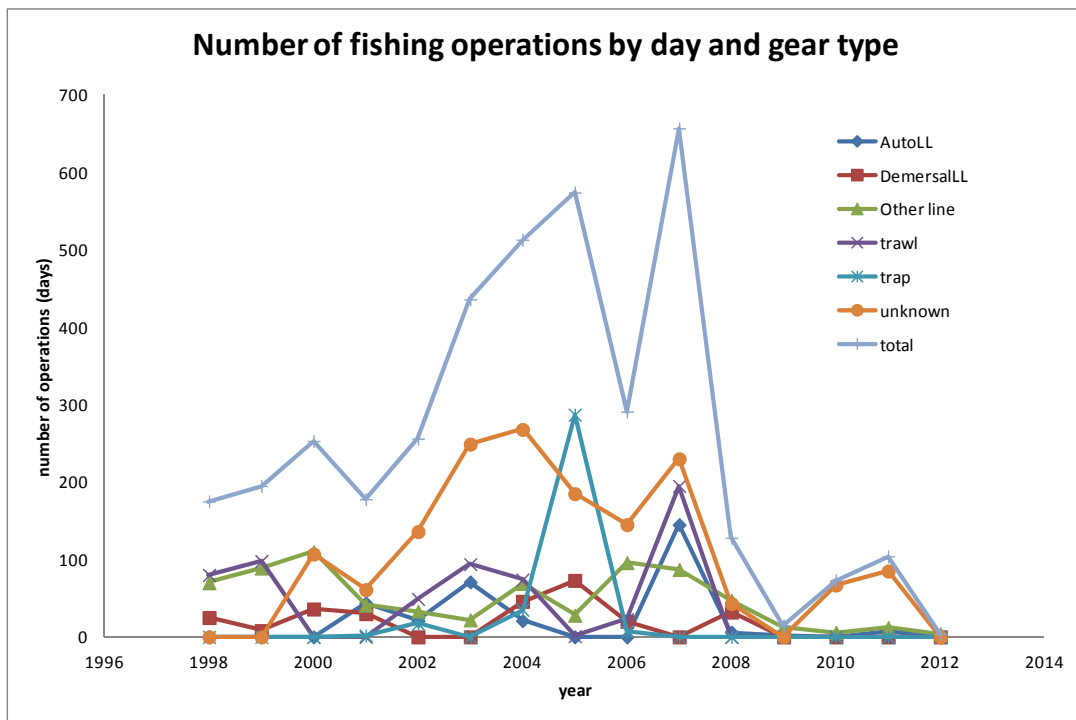 Number of fishing operations by day and gear type
700
600
500
400
300
200
100
0
number of operations (days)
1996 1998 2000 2002 2004 2006 2008 2010 2012 2014
year
AutoLL
DemersalLL
Other line
trawl
trap
unknown
total